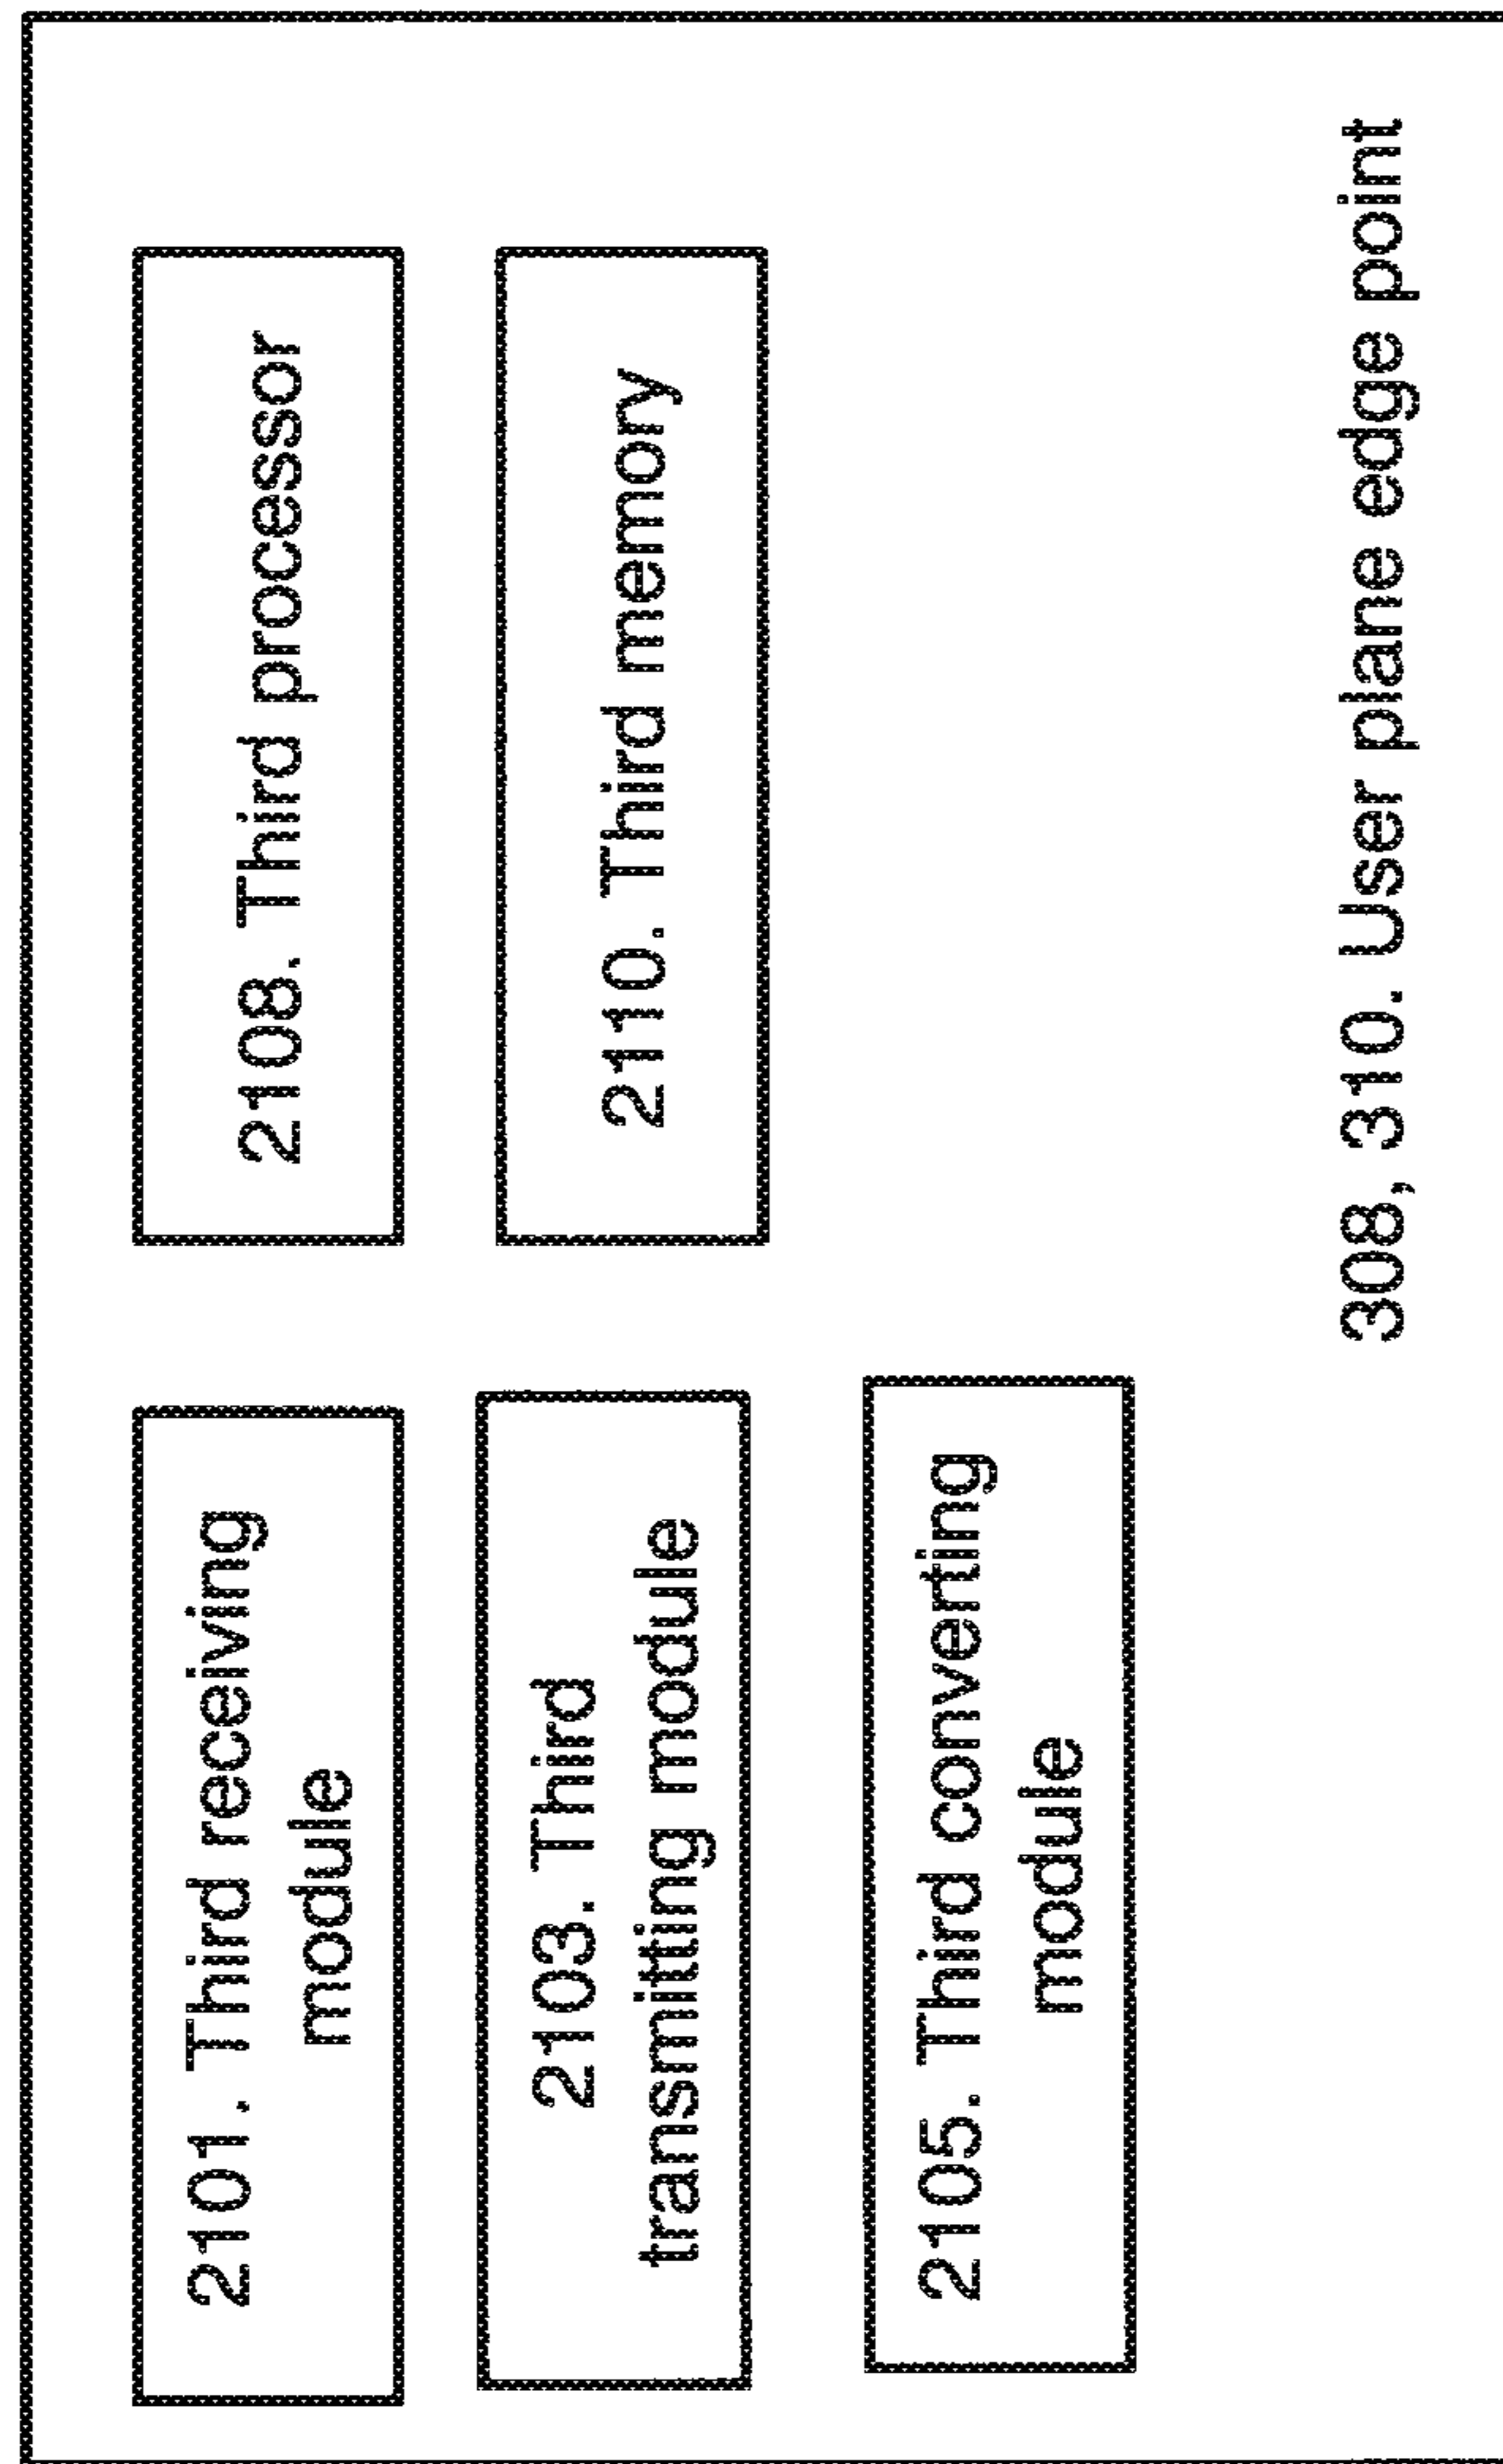 2101. Third receiving
module
2108. Third processor
2103. Third
transmitting module
2110. Third memory
2105. Third converting
module
308, 310. User plane edge point